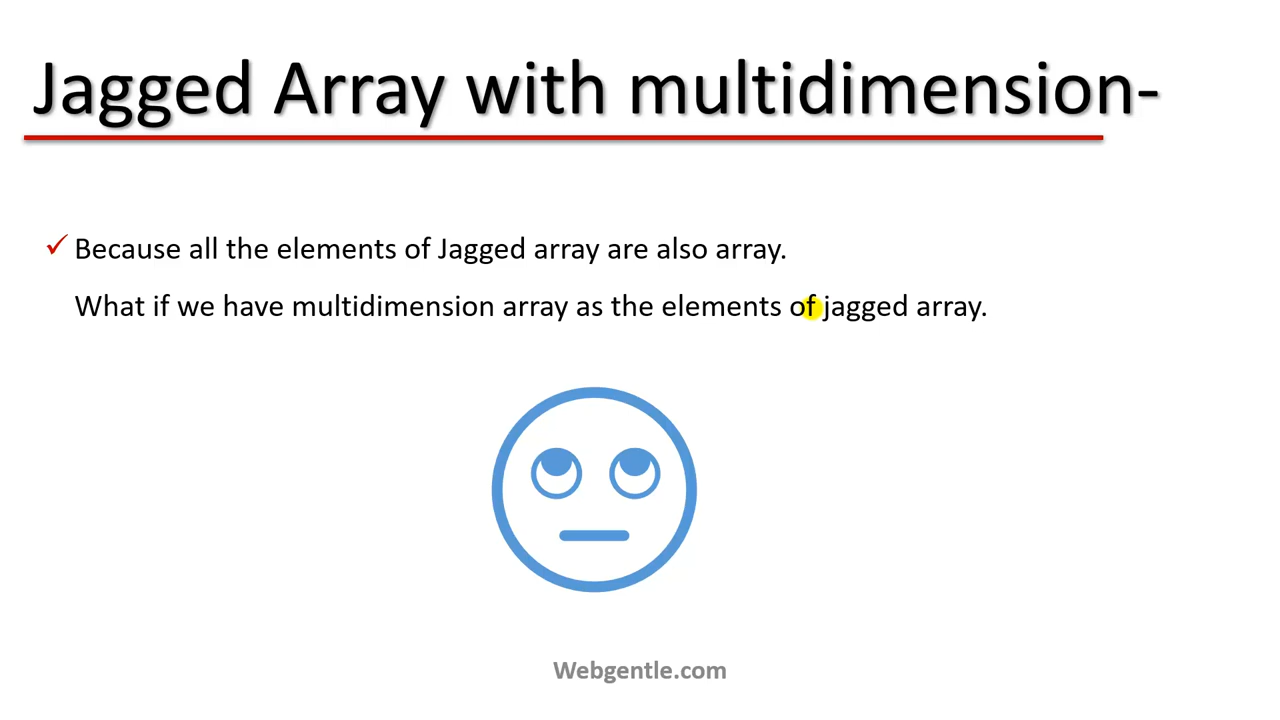 Jagged Array with multidimension-
Because all the elements of Jagged array are also array.
What if we have multidimension array as the elements of jagged array.
Webgentle.com